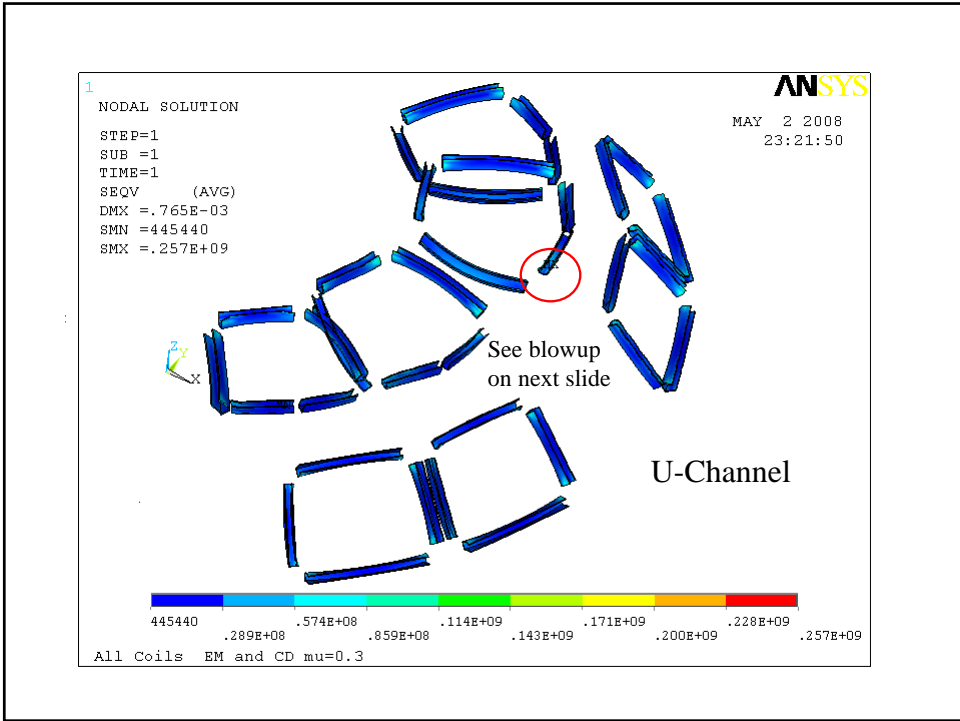 1
NODAL SOLUTION
STEP=1
SUB =1
TIME=1
SEQV (AVG)
DMX =.765E-03
SMN =445440
SMX =.257E+09
ANSYS
MAY 2 2008
23:21:50
Z
Y
X
See blowup
on next slide
U-Channel
445440 .574E+08 .114E+09 .171E+09 .228E+09
.289E+08 .859E+08 .143E+09 .200E+09 .257E+09
All Coils EM and CD mu=0.3